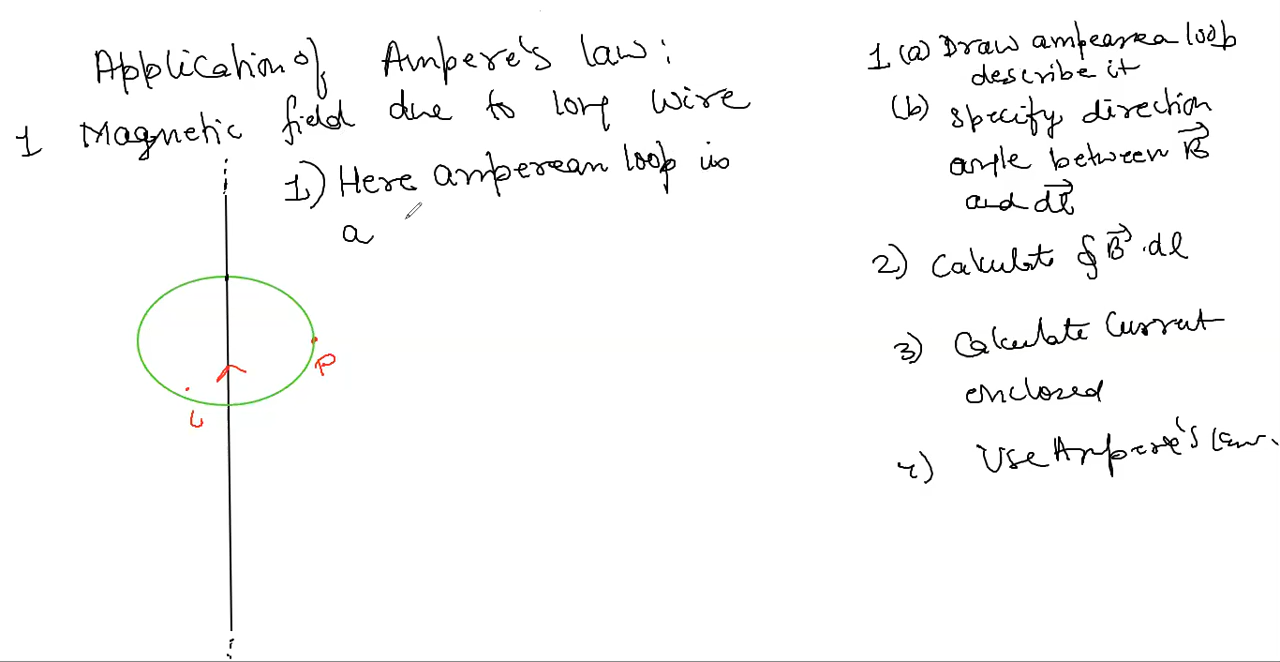 Application of Ampere's law:
1 Magnetic field due to long wire
1) Here amperean loop is
a
P
i
1 (a) Draw ampearea loop
describe it
(b) specify direction
angle between B
and dl
2) Calculate ∮ B . dl
3) Calculate Current
enclosed
4) Use Ampere's law.